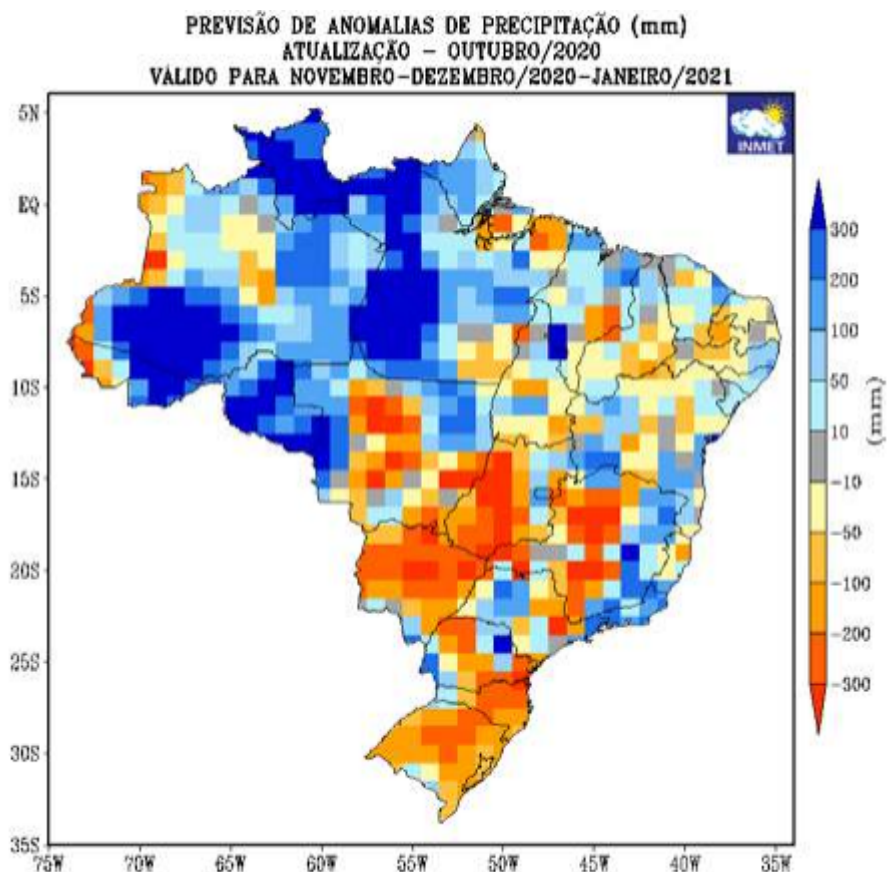 PREVISÃO DE ANOMALIAS DE PRECIPITAÇÃO (mm)
ATUALIZAÇÃO – OUTUBRO/2020
VÁLIDO PARA NOVEMBRO-DEZEMBRO/2020-JANEIRO/2021
INMET
5N
EQ
5S
10S
15S
20S
25S
30S
35S
75W
70W
65W
60W
55W
50W
45W
40W
35W
300
200
100
50
10
-10
-50
-100
-200
-300
(mm)